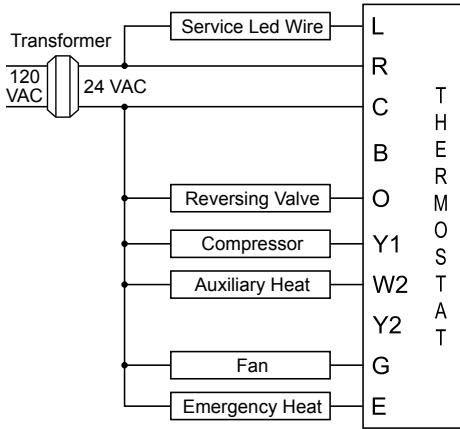 Service Led Wire
L
Transformer
R
120
VAC
24 VAC
C
B
Reversing Valve
O
Compressor
Y1
Auxiliary Heat
W2
Y2
Fan
G
Emergency Heat
E
THERMOSTAT